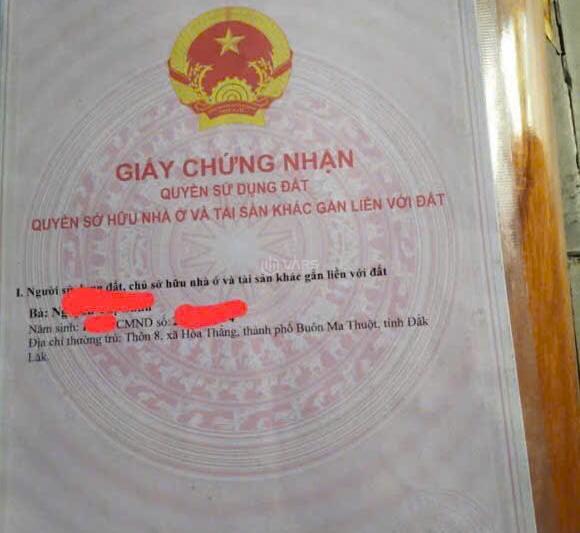 GIẤY CHỨNG NHẬN
QUYỀN SỬ DỤNG ĐẤT
QUYỀN SỞ HỮU NHÀ Ở VÀ TÀI SẢN KHÁC GẮN LIỀN VỚI ĐẤT
VARS
I. Người đất, chủ sở hữu nhà ở và tài sản khác gắn liền với đất
Bà:
Năm sinh: CMND số:
Địa chỉ thường trú: Thôn 8, xã Hòa Thắng, thành phố Buôn Ma Thuột, tỉnh Đắk
Lắk.